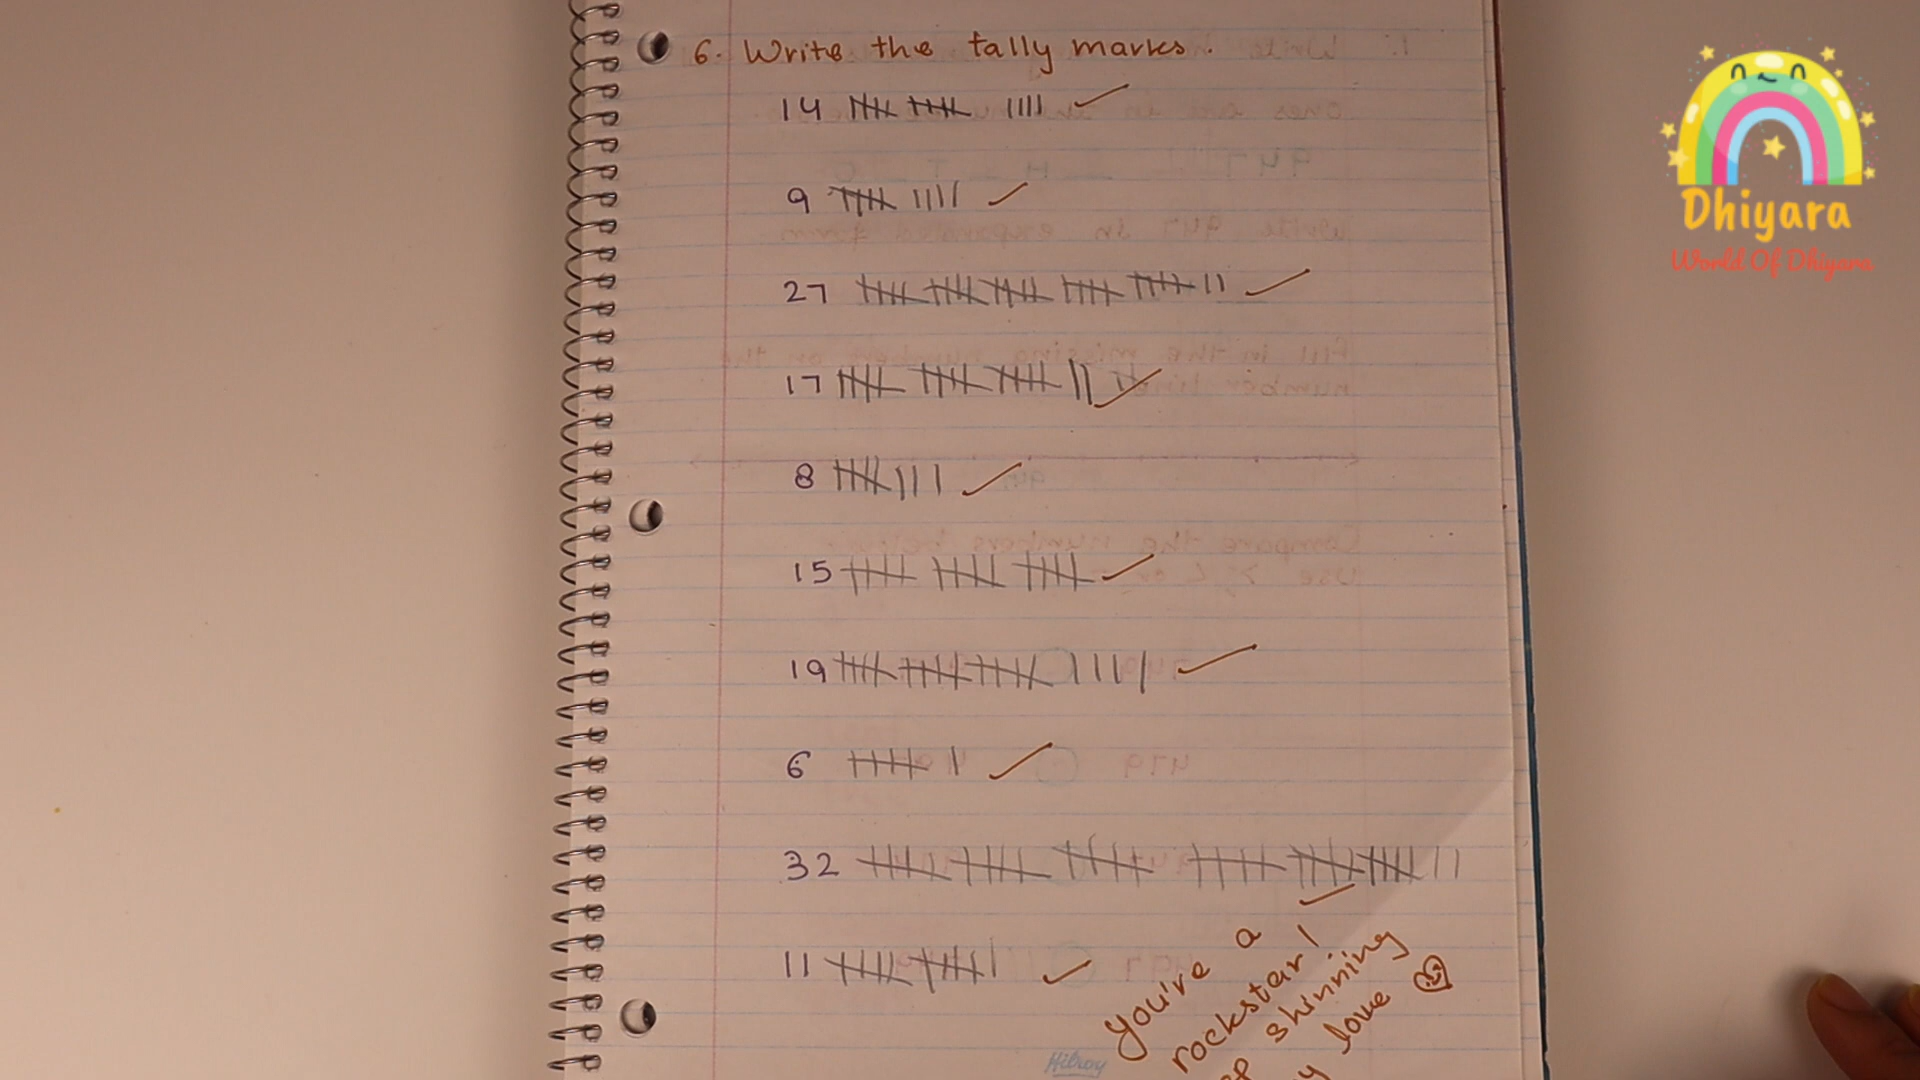 6. Write the tally marks.
14
9
27
17
8
15
19
6
32
11
you're a
rockstar!
shinning
love
Hilroy
Dhiyara
World Of Dhiyara